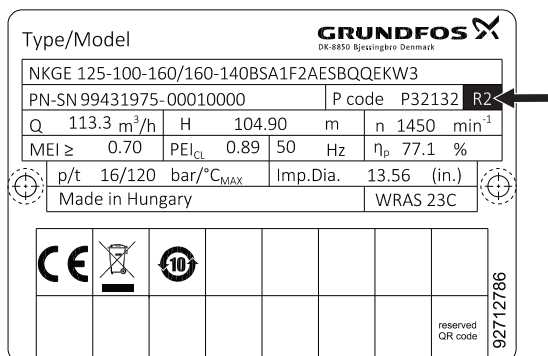 Type/Model
GRUNDFOS
DK-8850 Bjerringbro Denmark
NKGE 125-100-160/160-140BSA1F2AESBQQEKW3
PN-SN 99431975-00010000 P code P32132 R2
Q 113.3 m³/h H 104.90 m n 1450 min⁻¹
MEI ≥ 0.70 PEI_CL 0.89 50 Hz η_p 77.1 %
p/t 16/120 bar/°C_MAX Imp.Dia. 13.56 (in.)
Made in Hungary WRAS 23C
CE 10
reserved
QR code
92712786